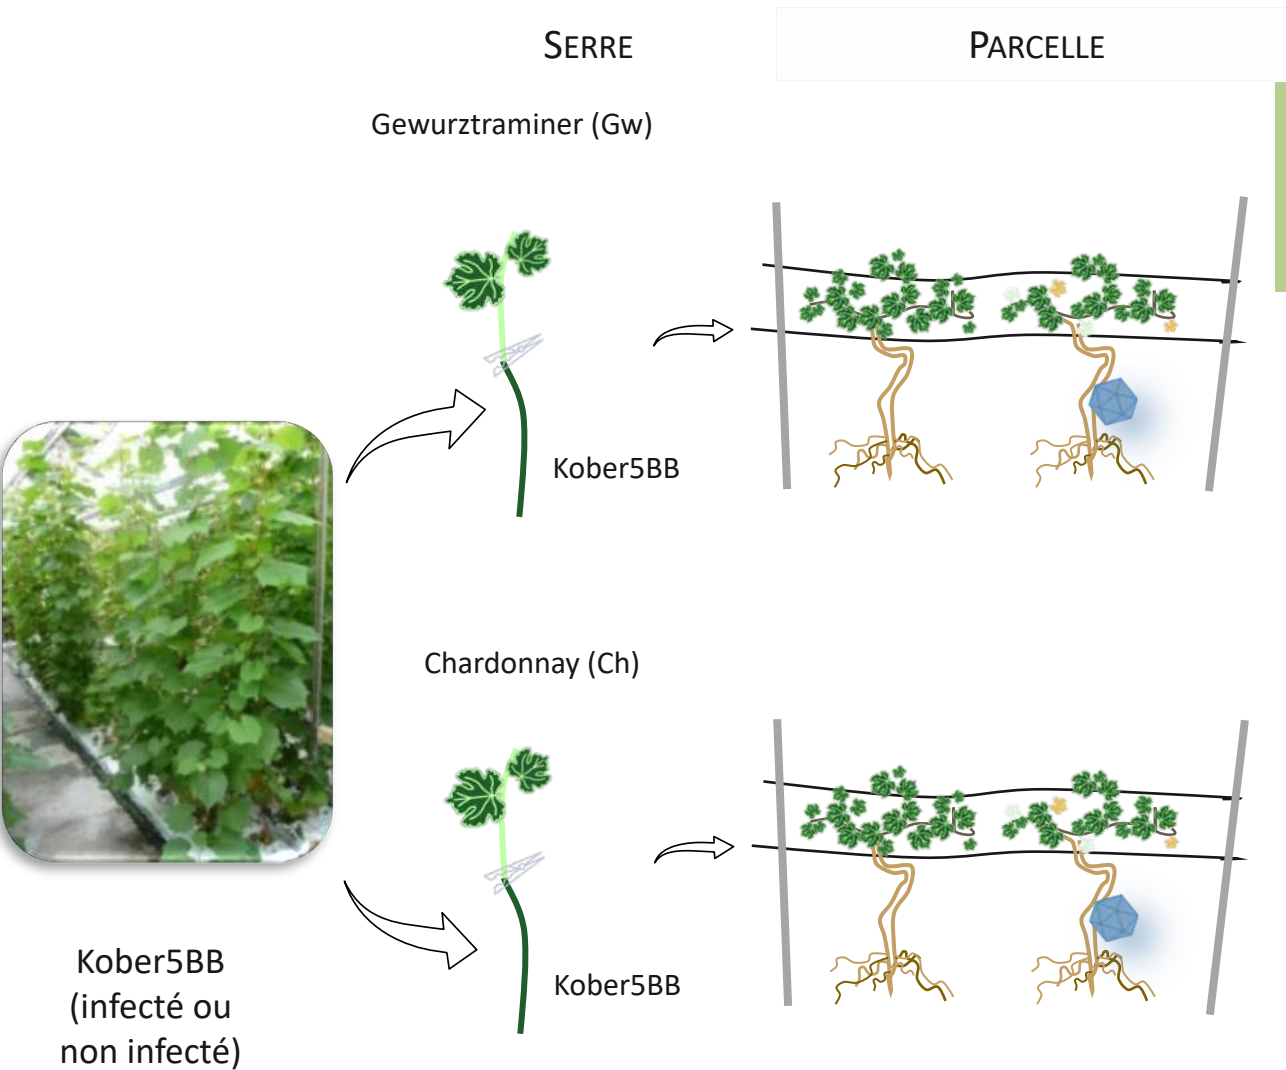 SERRE
PARCELLE
Gewurztraminer (Gw)
Kober5BB
Chardonnay (Ch)
Kober5BB
Kober5BB
(infecté ou
non infecté)